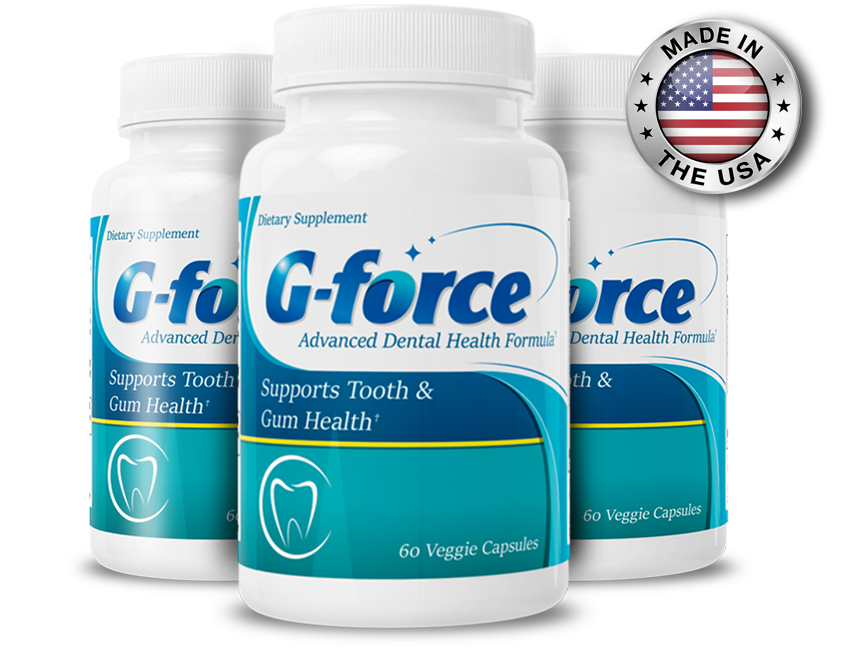 MADE IN
THE USA
Dietary Supplement
G-fo
Advanced Der
Supports Tooth
Gum Health†
Dietary Supplement
G-force
Advanced Dental Health Formula†
Supports Tooth &
Gum Health†
60 Veggie Capsules
orce
Dental Health Formula†
th &
60 Veggie Capsules